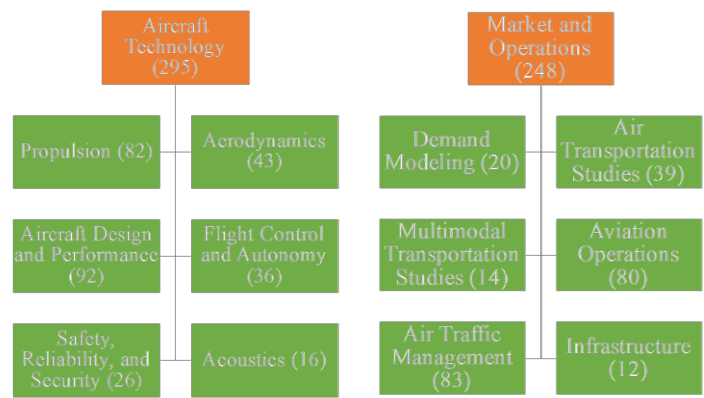 Aircraft
Technology
(295)
Propulsion (82)
Aerodynamics
(43)
Aircraft Design
and Performance
(92)
Flight Control
and Autonomy
(36)
Safety,
Reliability, and
Security (26)
Acoustics (16)
Market and
Operations
(248)
Demand
Modeling (20)
Air
Transportation
Studies (39)
Multimodal
Transportation
Studies (14)
Aviation
Operations
(80)
Air Traffic
Management
(83)
Infrastructure
(12)